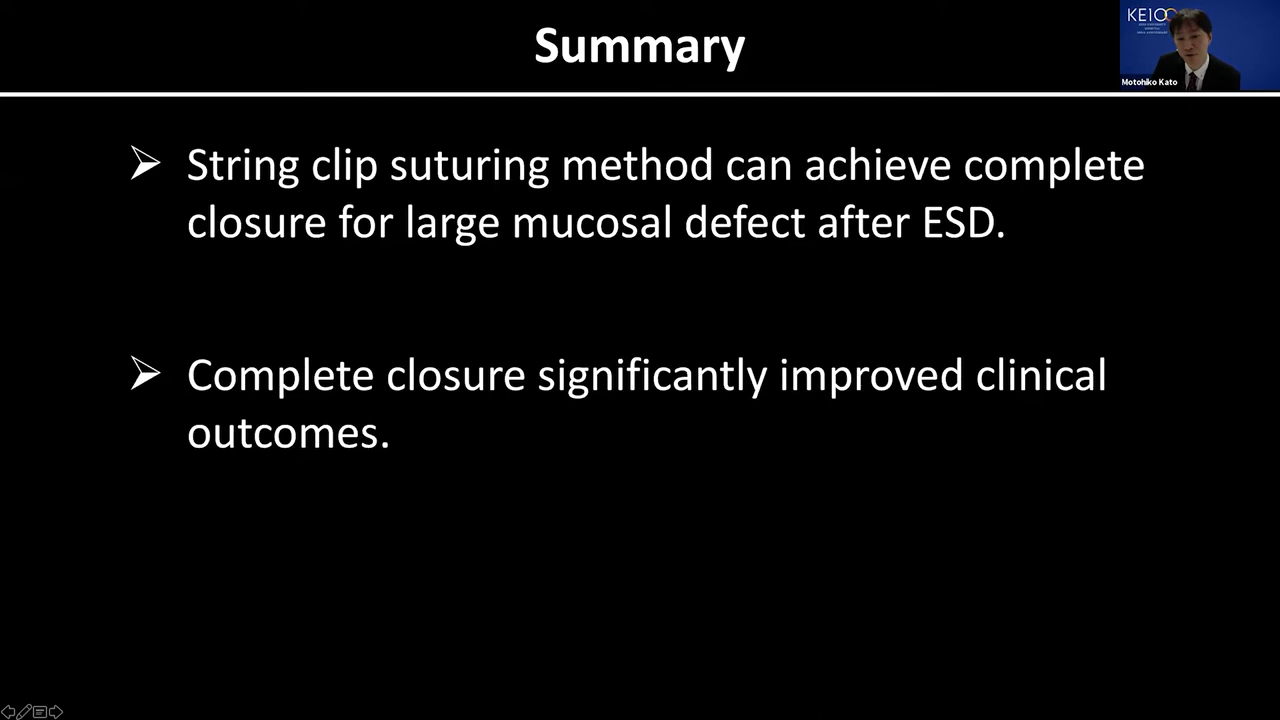 Summary
KEIO
Motohiko Kato
➢ String clip suturing method can achieve complete
closure for large mucosal defect after ESD.
➢ Complete closure significantly improved clinical
outcomes.